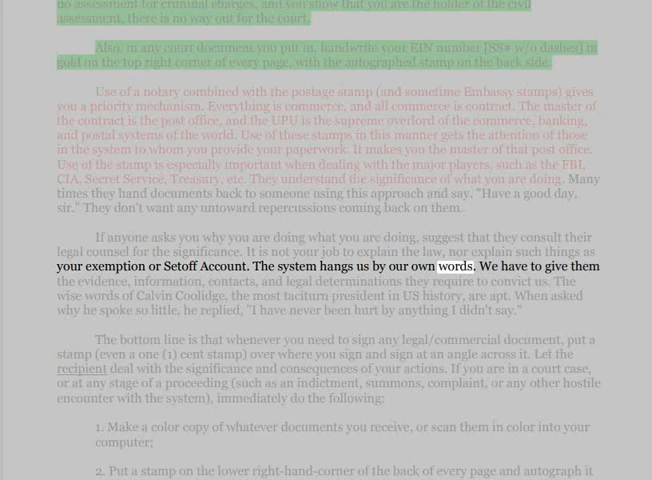 no assessment for criminal charges, and you show that you are the holder of the civil
assessment, there is no way out for the court.
Also, in any court document you put in, handwrite your EIN number [SS# w/o dashes] in
gold on the top right corner of every page, with the autographed stamp on the back side.
Use of a notary combined with the postage stamp (and sometime Embassy stamps) gives
you a priority mechanism. Everything is commerce, and all commerce is contract. The master of
the contract is the post office, and the UPU is the supreme overlord of the commerce, banking,
and postal systems of the world. Use of these stamps in this manner gets the attention of those
in the system to whom you provide your paperwork. It makes you the master of that post office.
Use of the stamp is especially important when dealing with the major players, such as the FBI,
CIA, Secret Service, Treasury, etc. They understand the significance of what you are doing. Many
times they hand documents back to someone using this approach and say, "Have a good day,
sir." They don't want any untoward repercussions coming back on them.
If anyone asks you why you are doing what you are doing, suggest that they consult their
legal counsel for the significance. It is not your job to explain the law, nor explain such things as
your exemption or Setoff Account. The system hangs us by our own words. We have to give them
the evidence, information, contacts, and legal determinations they require to convict us. The
wise words of Calvin Coolidge, the most taciturn president in US history, are apt. When asked
why he spoke so little, he replied, "I have never been hurt by anything I didn't say."
The bottom line is that whenever you need to sign any legal/commercial document, put a
stamp (even a one (1) cent stamp) over where you sign and sign at an angle across it. Let the
recipient deal with the significance and consequences of your actions. If you are in a court case,
or at any stage of a proceeding (such as an indictment, summons, complaint, or any other hostile
encounter with the system), immediately do the following:
1. Make a color copy of whatever documents you receive, or scan them in color into your
computer;
2. Put a stamp on the lower right-hand-corner of the back of every page and autograph it